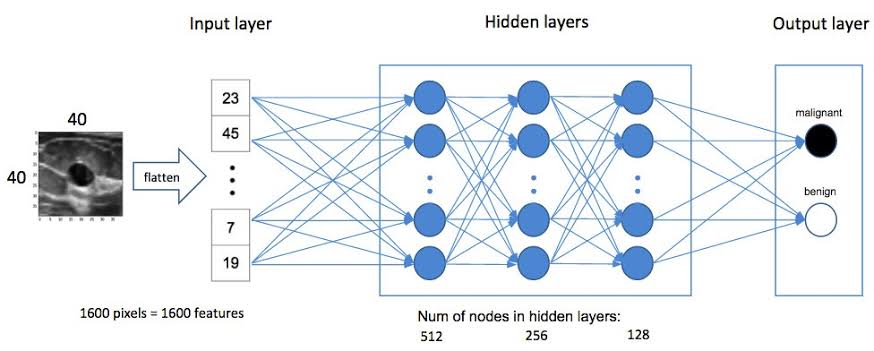 Input layer
Hidden layers
Output layer
40
40
flatten
23
45
7
19
malignant
benign
1600 pixels = 1600 features
Num of nodes in hidden layers:
512 256 128